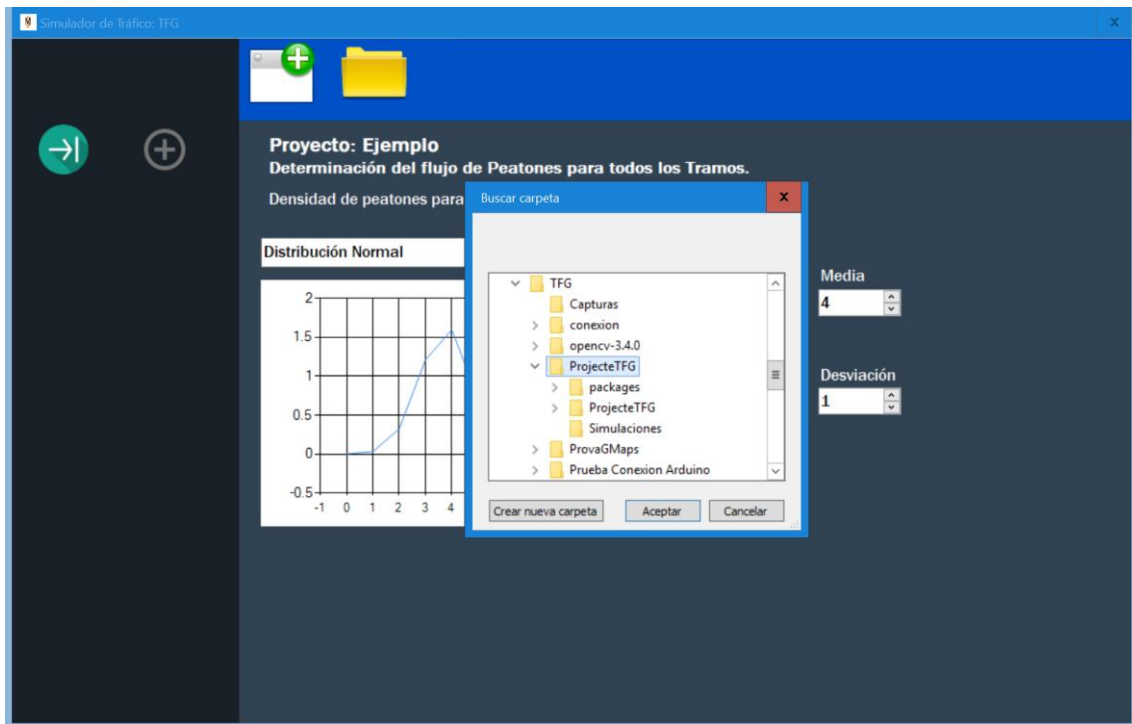 Simulador de Tráfico: TFG
x
Proyecto: Ejemplo
Determinación del flujo de Peatones para todos los Tramos.
Densidad de peatones para
Distribución Normal
2
1.5
1
0.5
0
-0.5
-1 0 1 2 3 4
Buscar carpeta
x
TFG
Capturas
conexion
opencv-3.4.0
ProjecteTFG
packages
ProjecteTFG
Simulaciones
ProvaGMaps
Prueba Conexion Arduino
Crear nueva carpeta Aceptar Cancelar
Media
4
Desviación
1